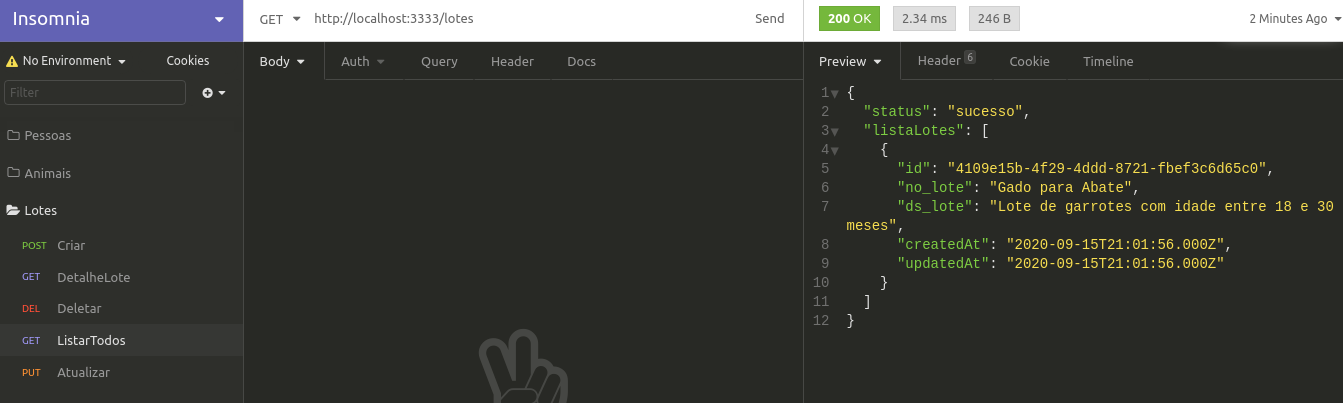 Insomnia
GET http://localhost:3333/lotes Send
200 OK 2.34 ms 246 B 2 Minutes Ago
No Environment Cookies
Filter
Pessoas
Animais
Lotes
POST Criar
GET DetalheLote
DEL Deletar
GET ListarTodos
PUT Atualizar
Body Auth Query Header Docs
Preview Header 6 Cookie Timeline
1 {
2 "status": "sucesso",
3 "listaLotes": [
4 {
5 "id": "4109e15b-4f29-4ddd-8721-fbef3c6d65c0",
6 "no_lote": "Gado para Abate",
7 "ds_lote": "Lote de garrotes com idade entre 18 e 30
meses",
8 "createdAt": "2020-09-15T21:01:56.000Z",
9 "updatedAt": "2020-09-15T21:01:56.000Z"
10 }
11 ]
12 }